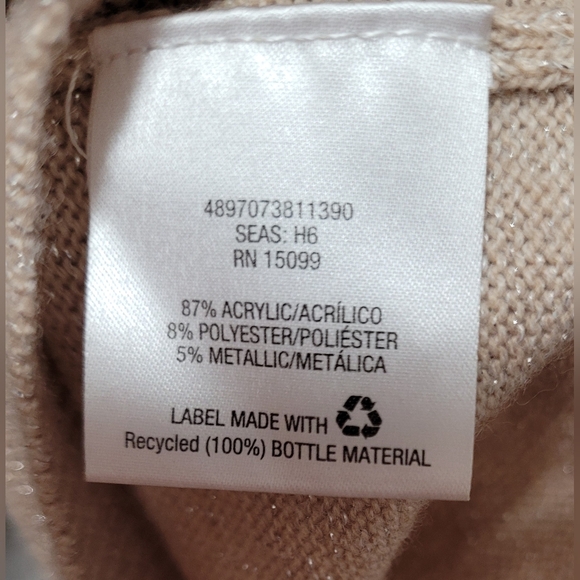 4897073811390
SEAS: H6
RN 15099
87% ACRYLIC/ACRÍLICO
8% POLYESTER/POLIÉSTER
5% METALLIC/METÁLICA
LABEL MADE WITH
Recycled (100%) BOTTLE MATERIAL